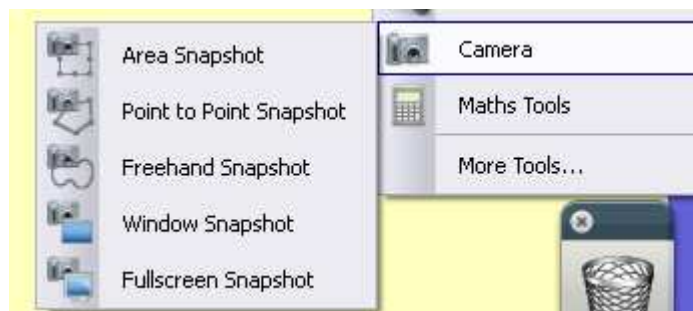 Area Snapshot
Point to Point Snapshot
Freehand Snapshot
Window Snapshot
Fullscreen Snapshot
Camera
Maths Tools
More Tools...